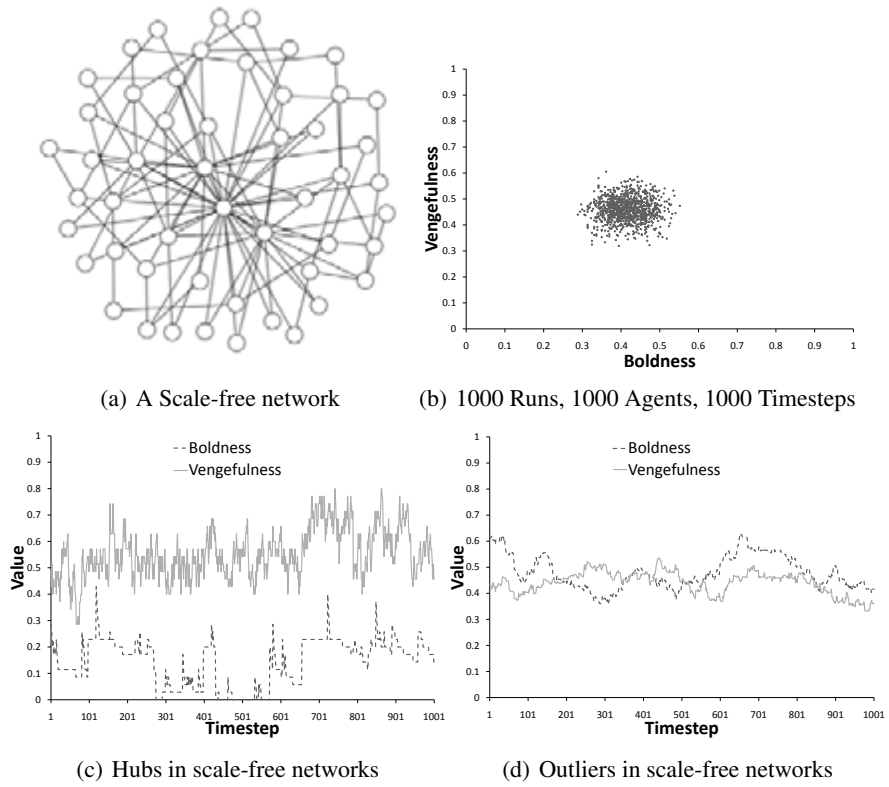 1
0.9
0.8
0.7
0.6
0.5
0.4
0.3
0.2
0.1
0
Vengefulness
0 0.1 0.2 0.3 0.4 0.5 0.6 0.7 0.8 0.9 1
Boldness
(a) A Scale-free network
(b) 1000 Runs, 1000 Agents, 1000 Timesteps
1
0.9
0.8
0.7
0.6
0.5
0.4
0.3
0.2
0.1
0
Value
Boldness
Vengefulness
1 101 201 301 401 501 601 701 801 901 1001
Timestep
(c) Hubs in scale-free networks
1
0.9
0.8
0.7
0.6
0.5
0.4
0.3
0.2
0.1
0
Value
Boldness
Vengefulness
1 101 201 301 401 501 601 701 801 901 1001
Timestep
(d) Outliers in scale-free networks